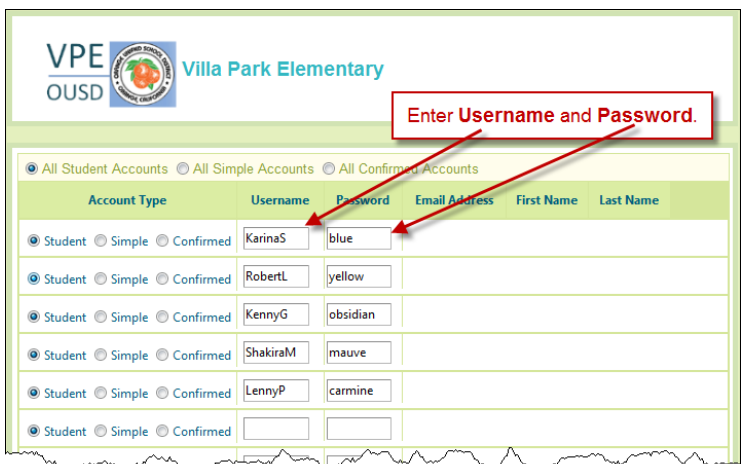 VPE
OUSD
Villa Park Elementary
Enter Username and Password.
All Student Accounts All Simple Accounts All Confirmed Accounts
Account Type Username Password Email Address First Name Last Name
Student Simple Confirmed KarinaS blue
Student Simple Confirmed RobertL yellow
Student Simple Confirmed KennyG obsidian
Student Simple Confirmed ShakiraM mauve
Student Simple Confirmed LennyP carmine
Student Simple Confirmed